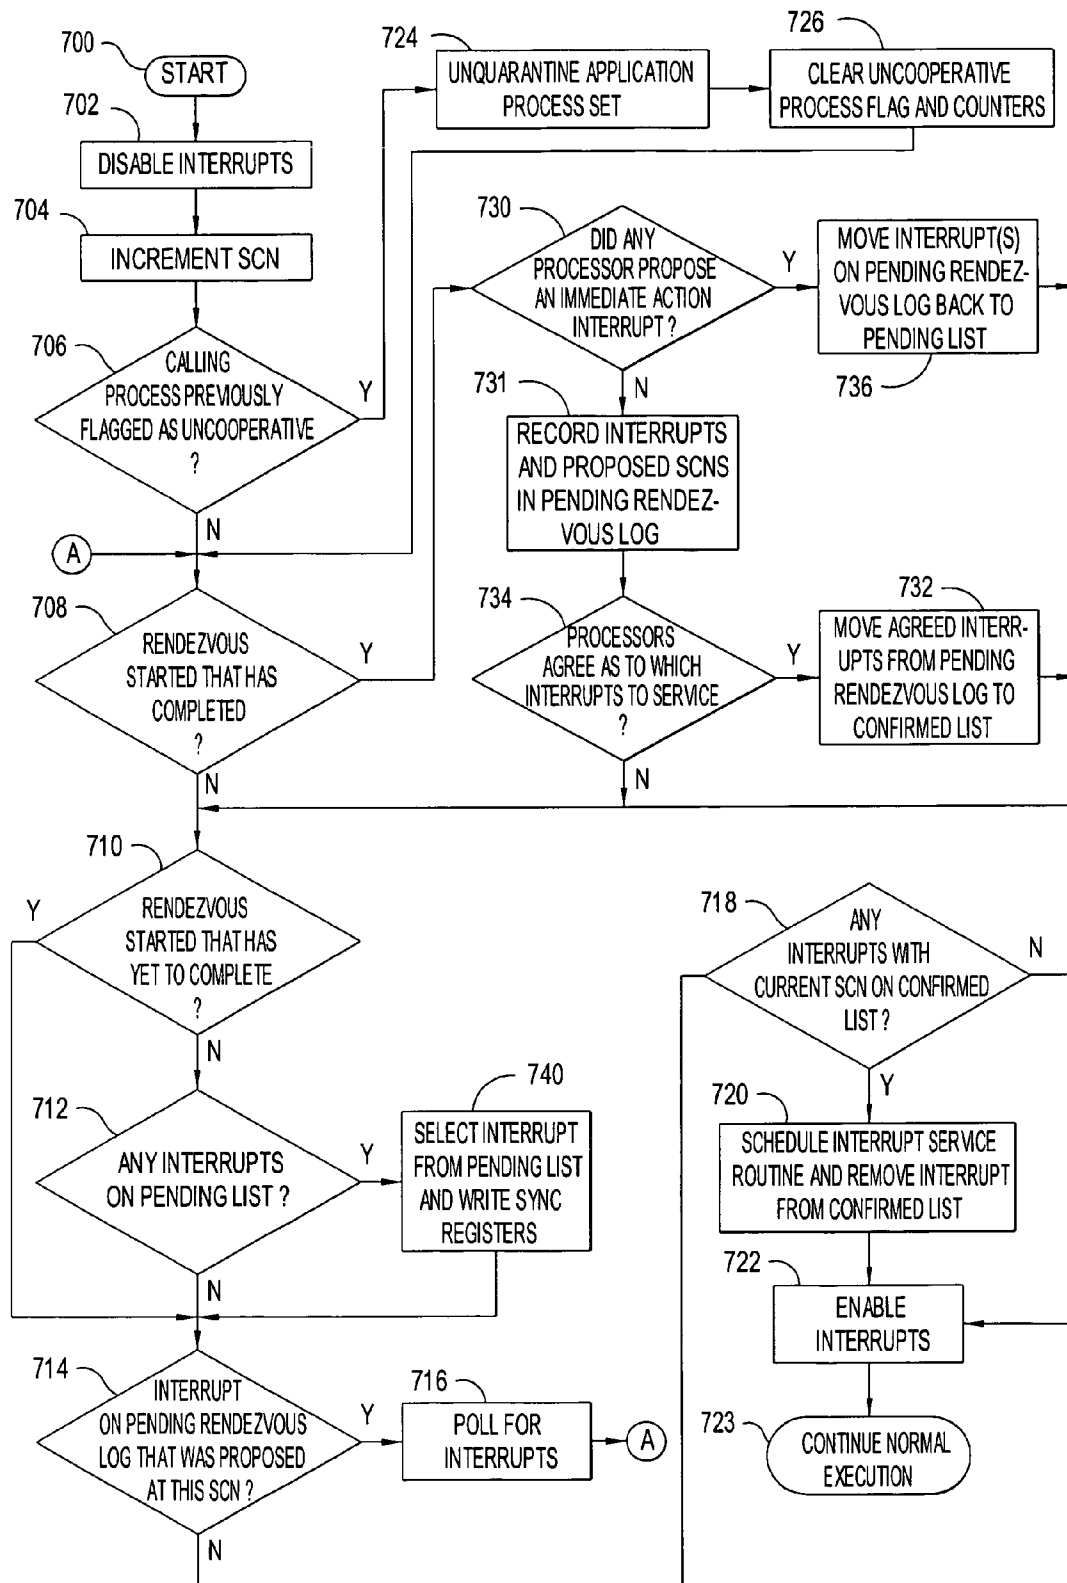 700
START
702
DISABLE INTERRUPTS
704
INCREMENT SCN
706
CALLING
PROCESS PREVIOUSLY
FLAGGED AS UNCOOPERATIVE
?
Y
N
724
UNQUARANTINE APPLICATION
PROCESS SET
726
CLEAR UNCOOPERATIVE
PROCESS FLAG AND COUNTERS
A
708
RENDEZVOUS
STARTED THAT HAS
COMPLETED
?
Y
N
730
DID ANY
PROCESSOR PROPOSE
AN IMMEDIATE ACTION
INTERRUPT ?
Y
N
MOVE INTERRUPT(S)
ON PENDING RENDEZ-
VOUS LOG BACK TO
PENDING LIST
736
731
RECORD INTERRUPTS
AND PROPOSED SCNS
IN PENDING RENDEZ-
VOUS LOG
734
PROCESSORS
AGREE AS TO WHICH
INTERRUPTS TO SERVICE
?
Y
N
732
MOVE AGREED INTERR-
UPTS FROM PENDING
RENDEZVOUS LOG TO
CONFIRMED LIST
710
RENDEZVOUS
STARTED THAT HAS
YET TO COMPLETE
?
Y
N
712
ANY INTERRUPTS
ON PENDING LIST ?
Y
N
740
SELECT INTERRUPT
FROM PENDING LIST
AND WRITE SYNC
REGISTERS
714
INTERRUPT
ON PENDING RENDEZVOUS
LOG THAT WAS PROPOSED
AT THIS SCN ?
Y
N
716
POLL FOR
INTERRUPTS
A
718
ANY
INTERRUPTS WITH
CURRENT SCN ON CONFIRMED
LIST ?
N
Y
720
SCHEDULE INTERRUPT SERVICE
ROUTINE AND REMOVE INTERRUPT
FROM CONFIRMED LIST
722
ENABLE
INTERRUPTS
723
CONTINUE NORMAL
EXECUTION